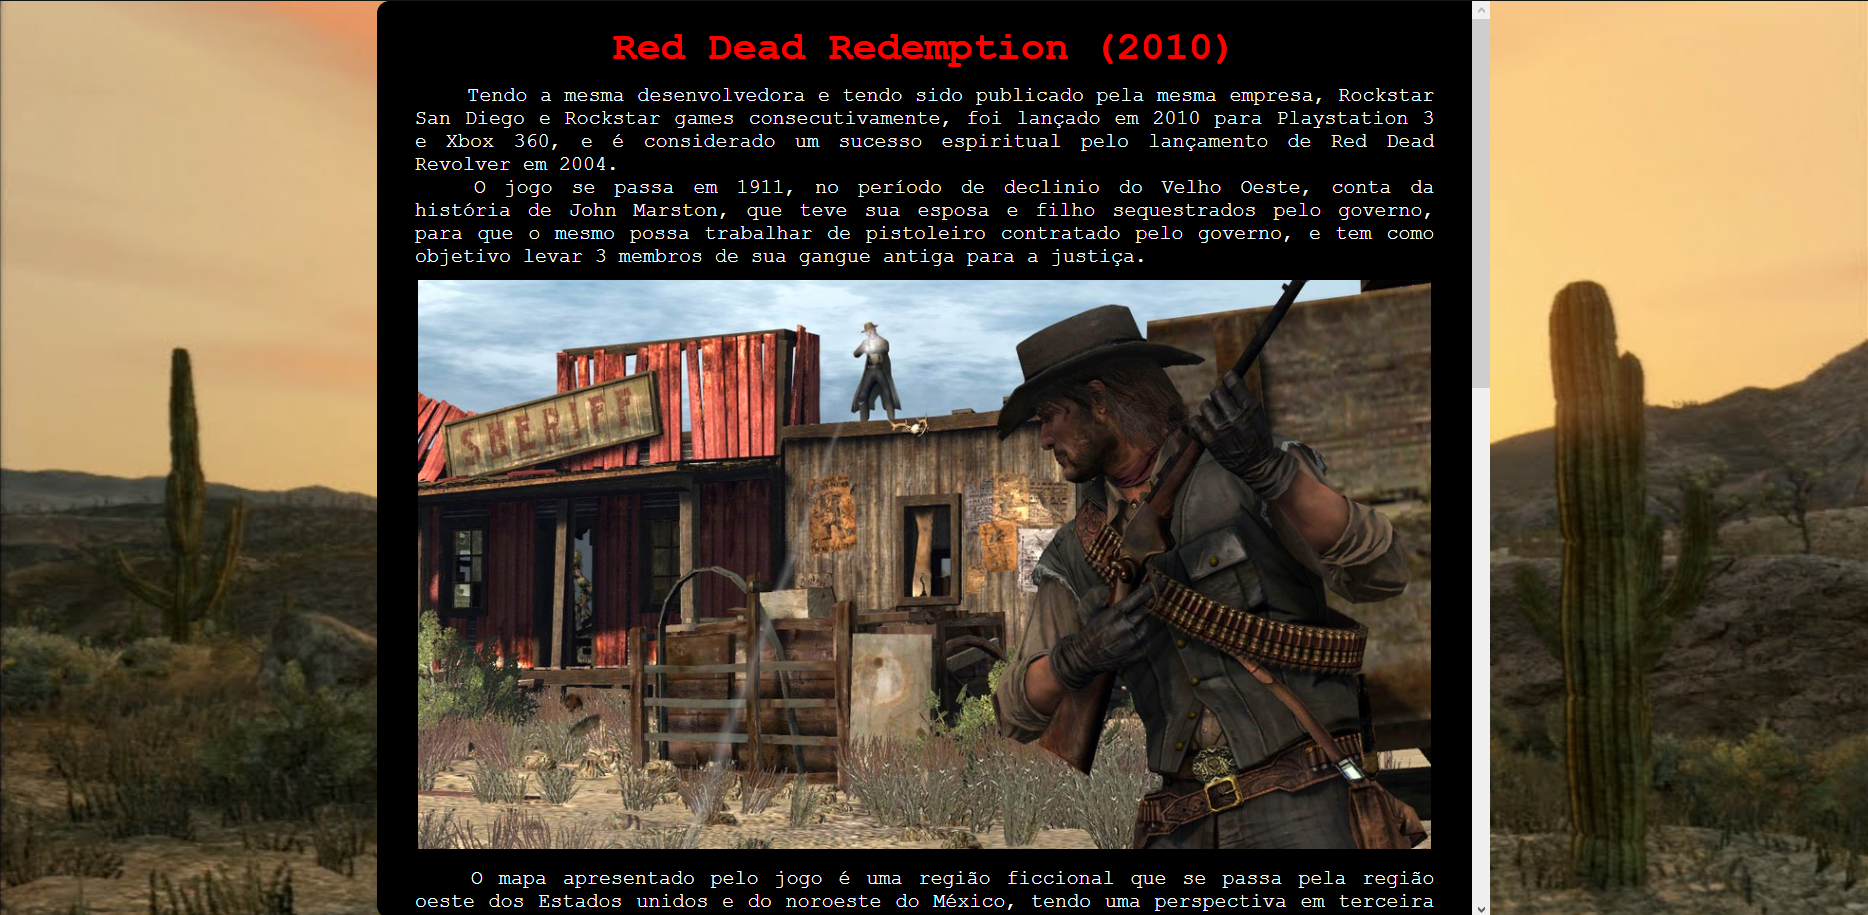 Red Dead Redemption (2010)
Tendo a mesma desenvolvedora e tendo sido publicado pela mesma empresa, Rockstar
San Diego e Rockstar games consecutivamente, foi lançado em 2010 para Playstation 3
e Xbox 360, e é considerado um sucesso espiritual pelo lançamento de Red Dead
Revolver em 2004.
O jogo se passa em 1911, no período de declinio do Velho Oeste, conta da
história de John Marston, que teve sua esposa e filho sequestrados pelo governo,
para que o mesmo possa trabalhar de pistoleiro contratado pelo governo, e tem como
objetivo levar 3 membros de sua gangue antiga para a justiça.
SHERIFF
O mapa apresentado pelo jogo é uma região ficcional que se passa pela região
oeste dos Estados unidos e do noroeste do México, tendo uma perspectiva em terceira